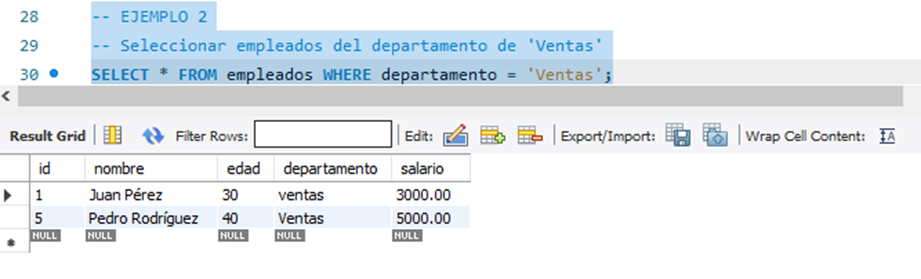 28 -- EJEMPLO 2
29 -- Seleccionar empleados del departamento de 'Ventas'
30 SELECT * FROM empleados WHERE departamento = 'Ventas';
Result Grid Filter Rows: Edit: Export/Import: Wrap Cell Content:
id nombre edad departamento salario
1 Juan Pérez 30 ventas 3000.00
5 Pedro Rodríguez 40 Ventas 5000.00
NULL NULL NULL NULL NULL